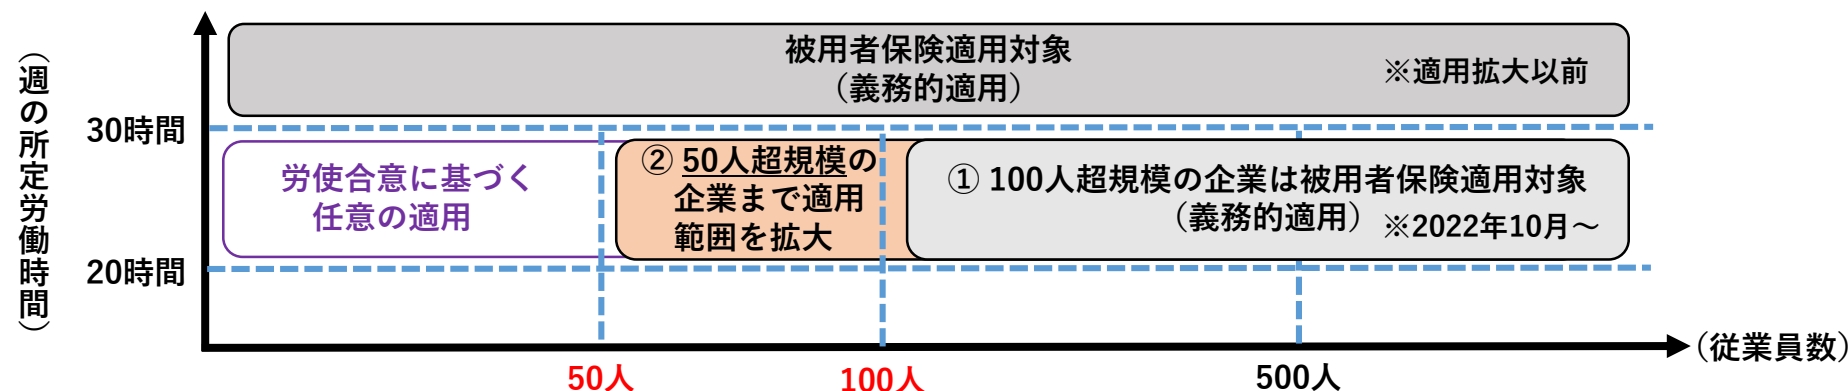 （週の所定労働時間）
被用者保険適用対象
（義務的適用）
※適用拡大以前
30時間
労使合意に基づく
任意の適用
② 50人超規模の
企業まで適用
範囲を拡大
① 100人超規模の企業は被用者保険適用対象
（義務的適用） ※2022年10月～
20時間
（従業員数）
50人
100人
500人